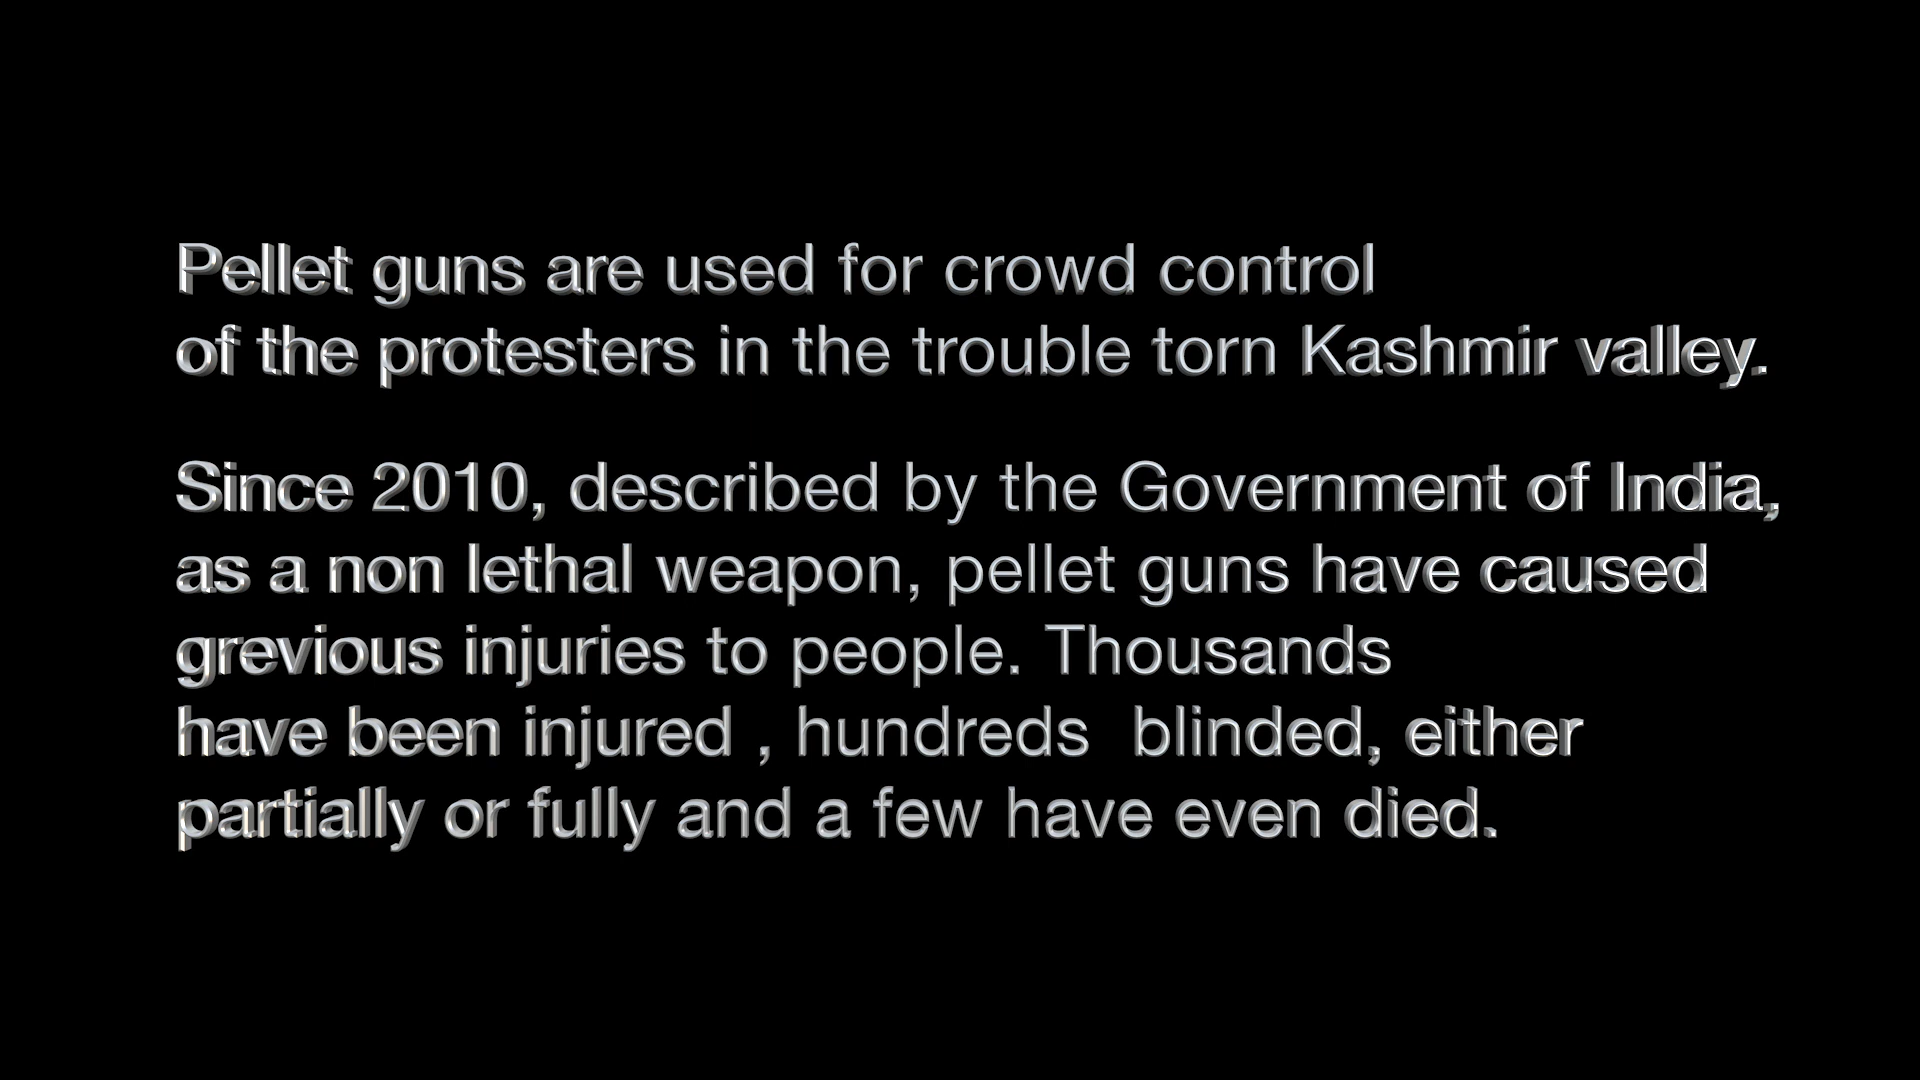 Pellet guns are used for crowd control
of the protesters in the trouble torn Kashmir valley.
Since 2010, described by the Government of India,
as a non lethal weapon, pellet guns have caused
grevious injuries to people. Thousands
have been injured , hundreds  blinded, either
partially or fully and a few have even died.